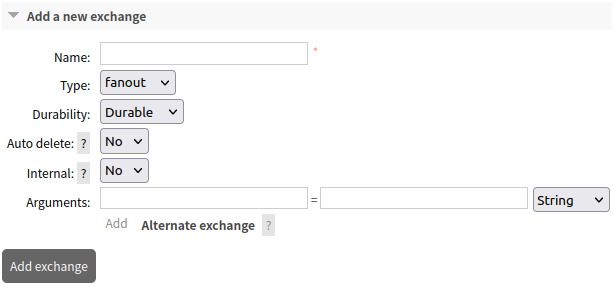 Add a new exchange
Name: *
Type: fanout
Durability: Durable
Auto delete: ? No
Internal: ? No
Arguments: = String
Add Alternate exchange ?
Add exchange